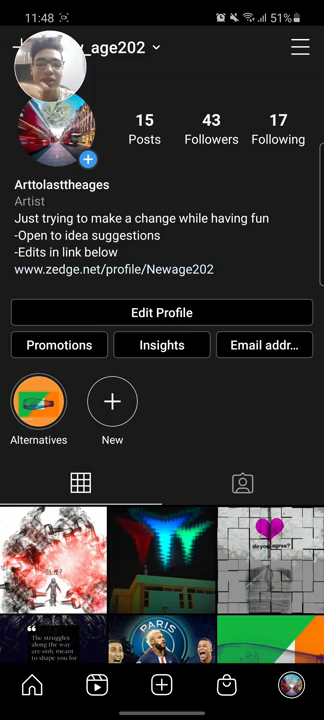 11:48
51%
_age202
15
43
17
Posts
Followers
Following
Arttolasttheages
Artist
Just trying to make a change while having fun
-Open to idea suggestions
-Edits in link below
www.zedge.net/profile/Newage202
Edit Profile
Promotions
Insights
Email addr...
Alternatives
New
do you agree?
The struggles
along the way
are only meant
to shape you for
PARIS